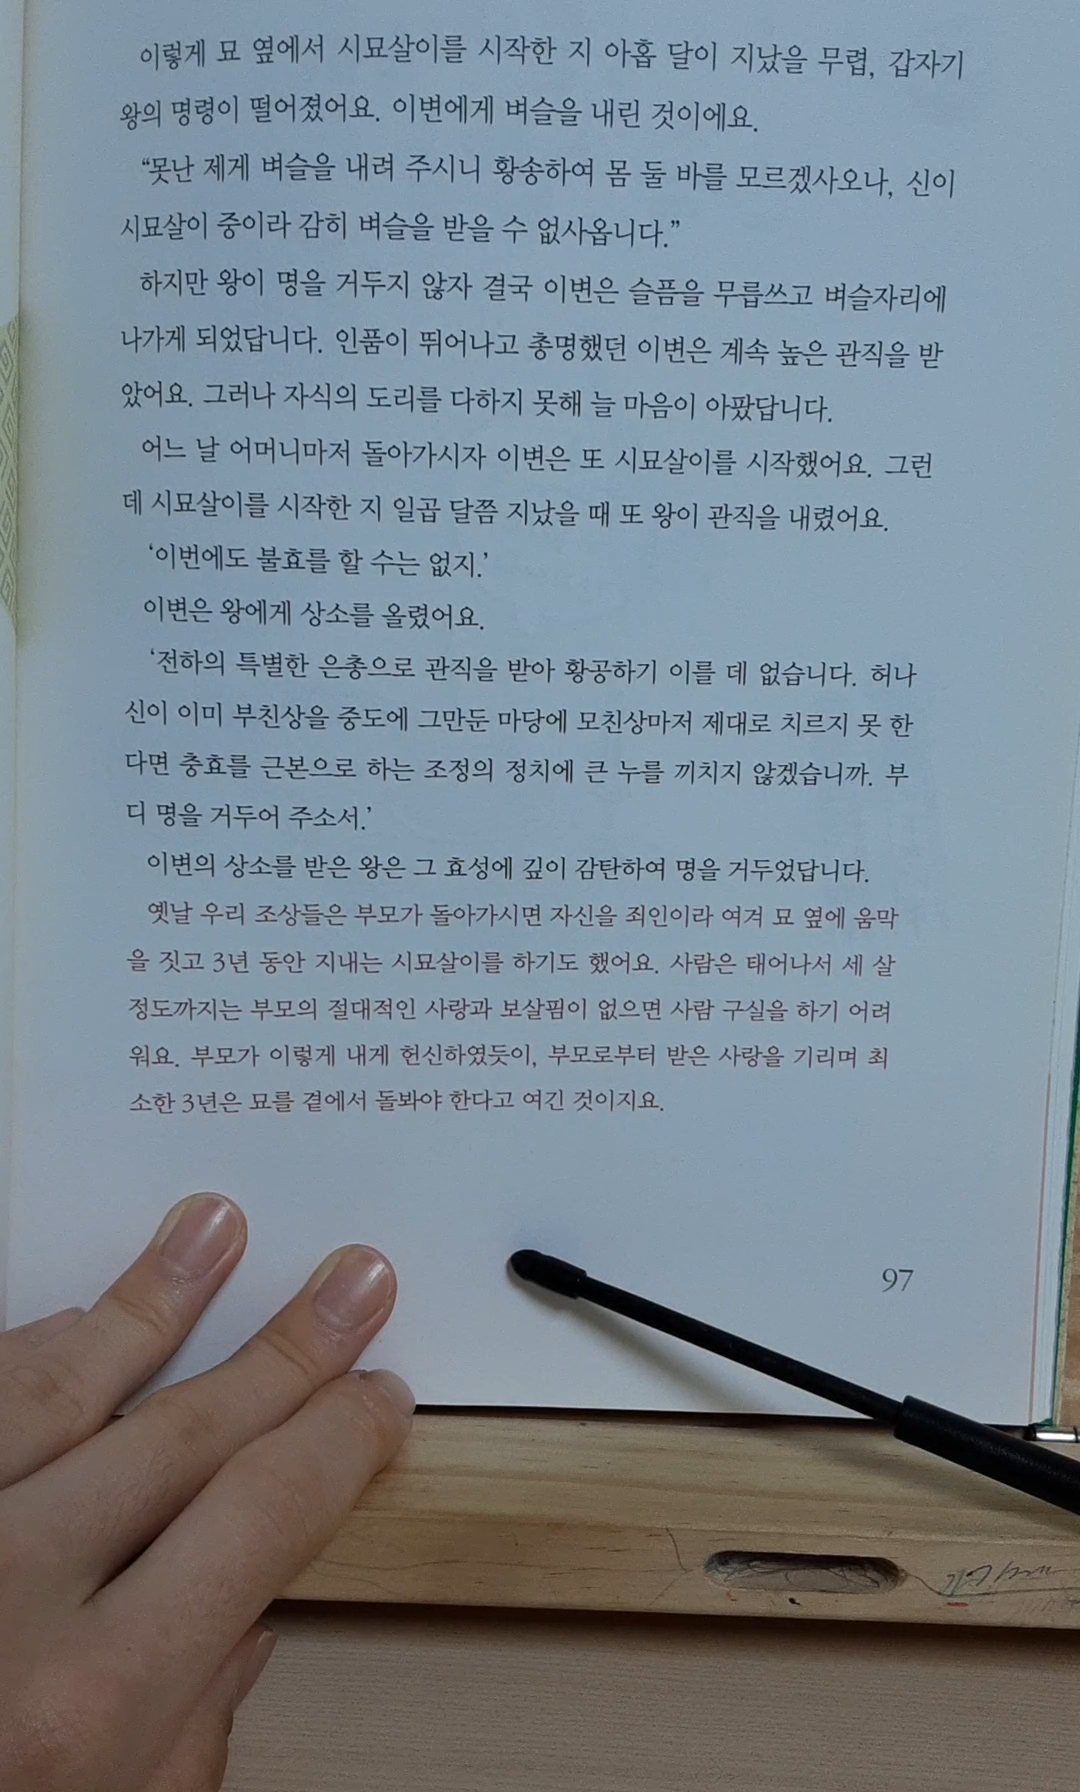 이렇게 묘 옆에서 시묘살이를 시작한 지 아홉 달이 지났을 무렵, 갑자기
왕의 명령이 떨어졌어요. 이변에게 벼슬을 내린 것이에요.
“못난 제게 벼슬을 내려 주시니 황송하여 몸 둘 바를 모르겠사오나, 신이
시묘살이 중이라 감히 벼슬을 받을 수 없사옵니다.”
하지만 왕이 명을 거두지 않자 결국 이변은 슬픔을 무릅쓰고 벼슬자리에
나가게 되었답니다. 인품이 뛰어나고 총명했던 이변은 계속 높은 관직을 받
았어요. 그러나 자식의 도리를 다하지 못해 늘 마음이 아팠답니다.
어느 날 어머니마저 돌아가시자 이변은 또 시묘살이를 시작했어요. 그런
데 시묘살이를 시작한 지 일곱 달쯤 지났을 때 또 왕이 관직을 내렸어요.
‘이번에도 불효를 할 수는 없지.’
이변은 왕에게 상소를 올렸어요.
‘전하의 특별한 은총으로 관직을 받아 황공하기 이를 데 없습니다. 허나
신이 이미 부친상을 중도에 그만둔 마당에 모친상마저 제대로 치르지 못 한
다면 충효를 근본으로 하는 조정의 정치에 큰 누를 끼치지 않겠습니까. 부
디 명을 거두어 주소서.’
이변의 상소를 받은 왕은 그 효성에 깊이 감탄하여 명을 거두었답니다.
옛날 우리 조상들은 부모가 돌아가시면 자신을 죄인이라 여겨 묘 옆에 움막
을 짓고 3년 동안 지내는 시묘살이를 하기도 했어요. 사람은 태어나서 세 살
정도까지는 부모의 절대적인 사랑과 보살핌이 없으면 사람 구실을 하기 어려
워요. 부모가 이렇게 내게 헌신하였듯이, 부모로부터 받은 사랑을 기리며 최
소한 3년은 묘를 곁에서 돌봐야 한다고 여긴 것이지요.
97